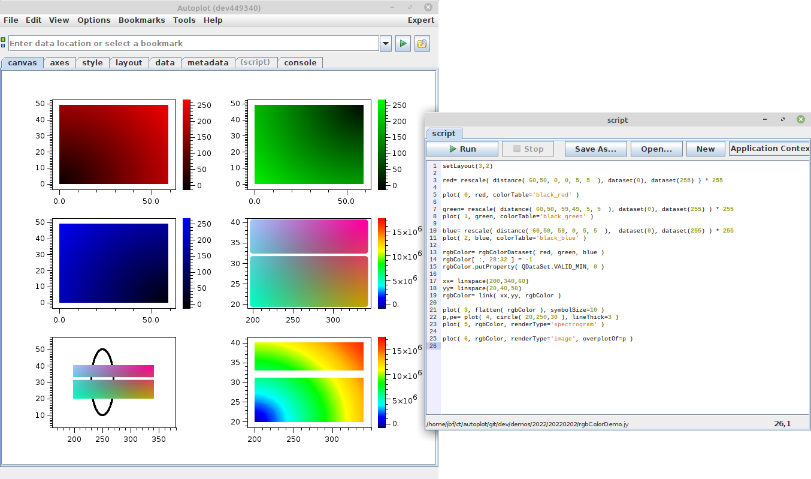 Autoplot (dev449340)
File Edit View Options Bookmarks Tools Help Expert
Enter data location or select a bookmark
canvas axes style layout data metadata (script) console
50 40 30 20 10 0
0.0 50.0
250 200 150 100 50 0
50 40 30 20 10 0
0.0 50.0
250 200 150 100 50 0
50 40 30 20 10 0
0.0 50.0
250 200 150 100 50 0
40 35 30 25 20
200 250 300
15×10⁶ 10×10⁶ 5×10⁶ 0.
50 40 30 20 10
200 250 300 350
40 35 30 25 20
200 250 300
15×10⁶ 10×10⁶ 5×10⁶ 0.
script
script
Run Stop Save As... Open... New Application Contex
1 setLayout(3,2)
2
3 red= rescale( distance( 60,50, 0, 0, 5, 5 ), dataset(0), dataset(255) ) * 255
4
5 plot( 0, red, colorTable='black_red' )
6
7 green= rescale( distance( 60,50, 59,49, 5, 5 ), dataset(0), dataset(255) ) * 255
8 plot( 1, green, colorTable='black_green' )
9
10 blue= rescale( distance( 60,50, 59, 0, 5, 5 ), dataset(0), dataset(255) ) * 255
11 plot( 2, blue, colorTable='black_blue' )
12
13 rgbColor= rgbColorDataset( red, green, blue )
14 rgbColor[ :, 28:32 ] = -1
15 rgbColor.putProperty( QDataSet.VALID_MIN, 0 )
16
17 xx= linspace(200,340,60)
18 yy= linspace(20,40,50)
19 rgbColor= link( xx,yy, rgbColor )
20
21 plot( 3, flatten( rgbColor ), symbolSize=10 )
22 p,pe= plot( 4, circle( 20,250,30 ), lineThick=3 )
23 plot( 5, rgbColor, renderType='spectrogram' )
24
25 plot( 6, rgbColor, renderType='image', overplotOf=p )
26
/home/jbf/ct/autoplot/git/dev/demos/2022/20220202/rgbColorDemo.jy 26,1